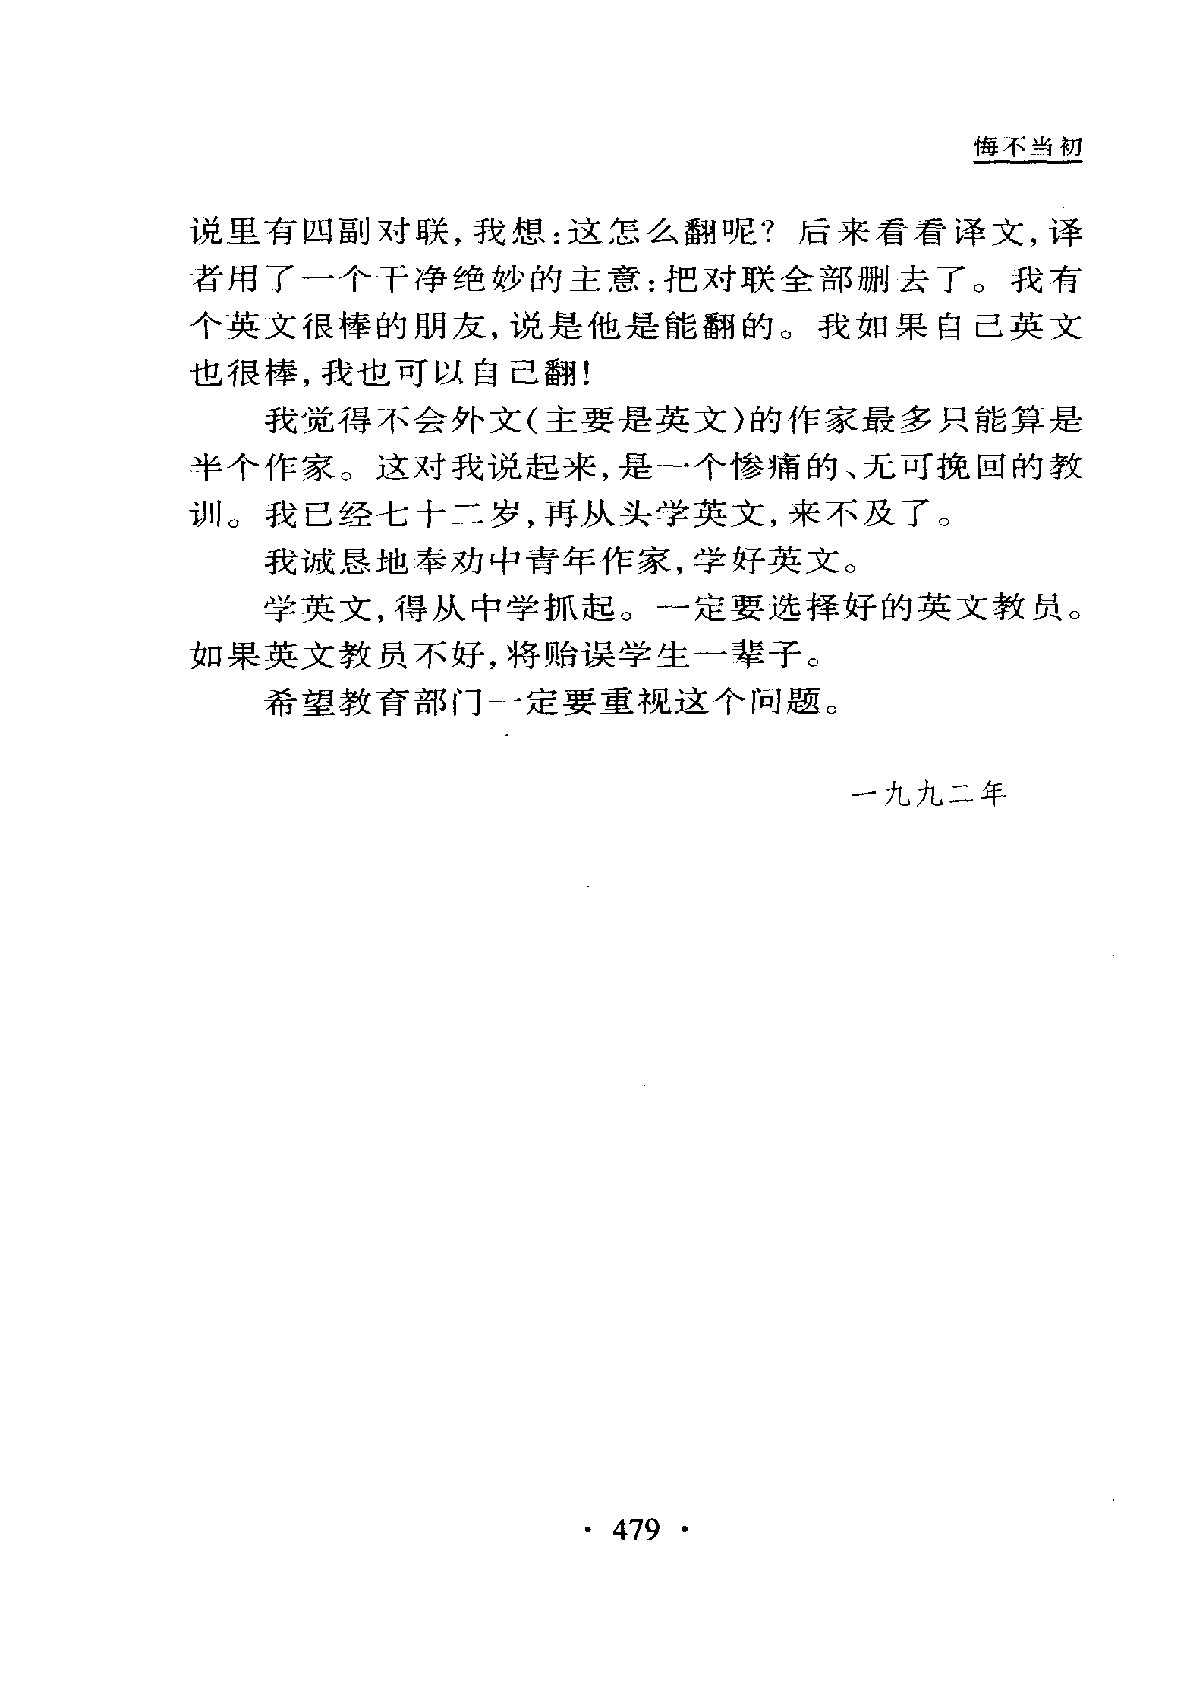 悔不当初
说里有四副对联,我想:这怎么翻呢? 后来看看译文,译
者用了一个干净绝妙的主意:把对联全部删去了。我有
个英文很棒的朋友,说是他是能翻的。我如果自己英文
也很棒,我也可以自己翻!
我觉得不会外文(主要是英文)的作家最多只能算是
半个作家。这对我说起来,是一个惨痛的、无可挽回的教
训。我已经七十二岁,再从头学英文,来不及了。
我诚恳地奉劝中青年作家,学好英文。
学英文,得从中学抓起。一定要选择好的英文教员。
如果英文教员不好,将贻误学生一辈子。
希望教育部门一定要重视这个问题。
一九九二年
· 479 ·